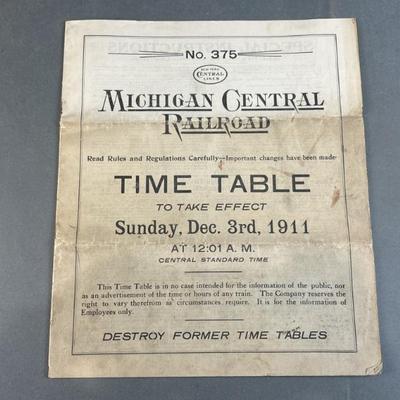 No. 375
NEW YORK
CENTRAL
LINES
MICHIGAN CENTRAL
RAILROAD
Read Rules and Regulations Carefully—Important changes have been made
TIME TABLE
TO TAKE EFFECT
Sunday, Dec. 3rd, 1911
AT 12:01 A. M.
CENTRAL STANDARD TIME
This Time Table is in no case intended for the information of the public, nor
as an advertisement of the time or hours of any train. The Company reserves the
right to vary therefrom as circumstances require. It is for the information of
Employees only.
DESTROY FORMER TIME TABLES